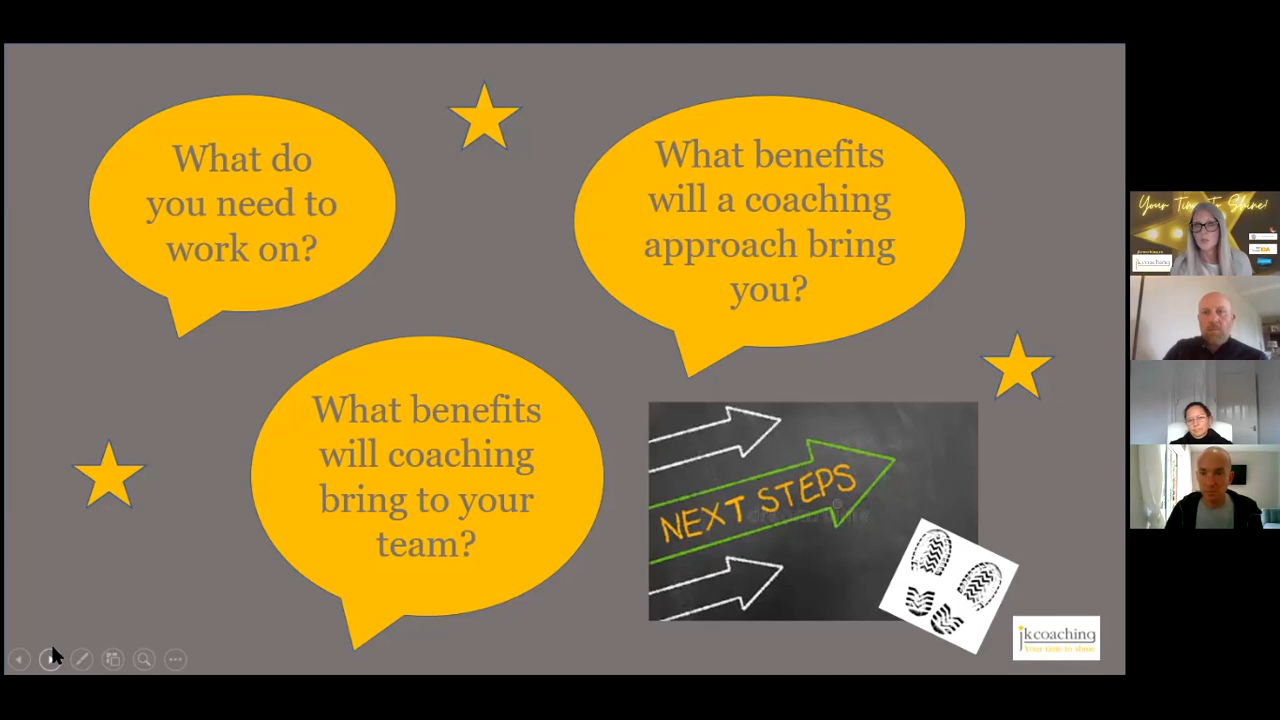 What do
you need to
work on?
What benefits
will a coaching
approach bring
you?
What benefits
will coaching
bring to your
team?
NEXT STEPS
jkcoaching
Your time to shine
Your Time To Shine!
jkcoaching